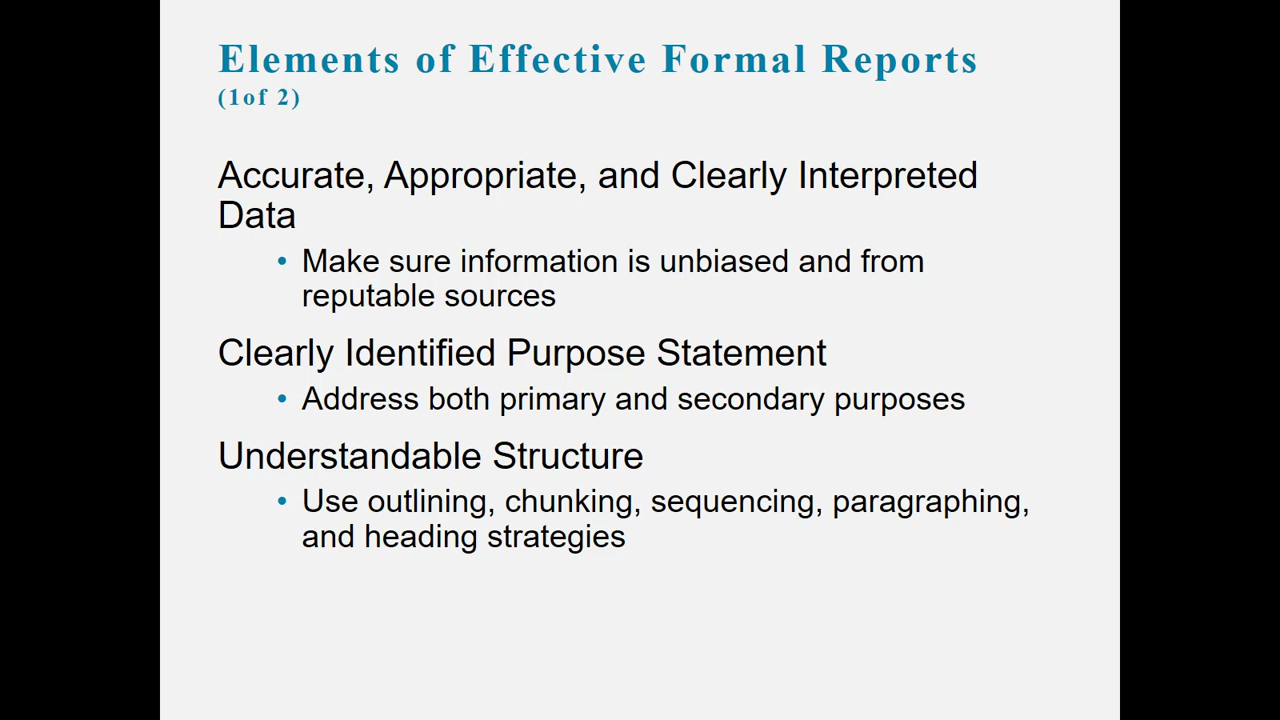 Elements of Effective Formal Reports
(1of 2)
Accurate, Appropriate, and Clearly Interpreted
Data
• Make sure information is unbiased and from
reputable sources
Clearly Identified Purpose Statement
• Address both primary and secondary purposes
Understandable Structure
• Use outlining, chunking, sequencing, paragraphing,
and heading strategies